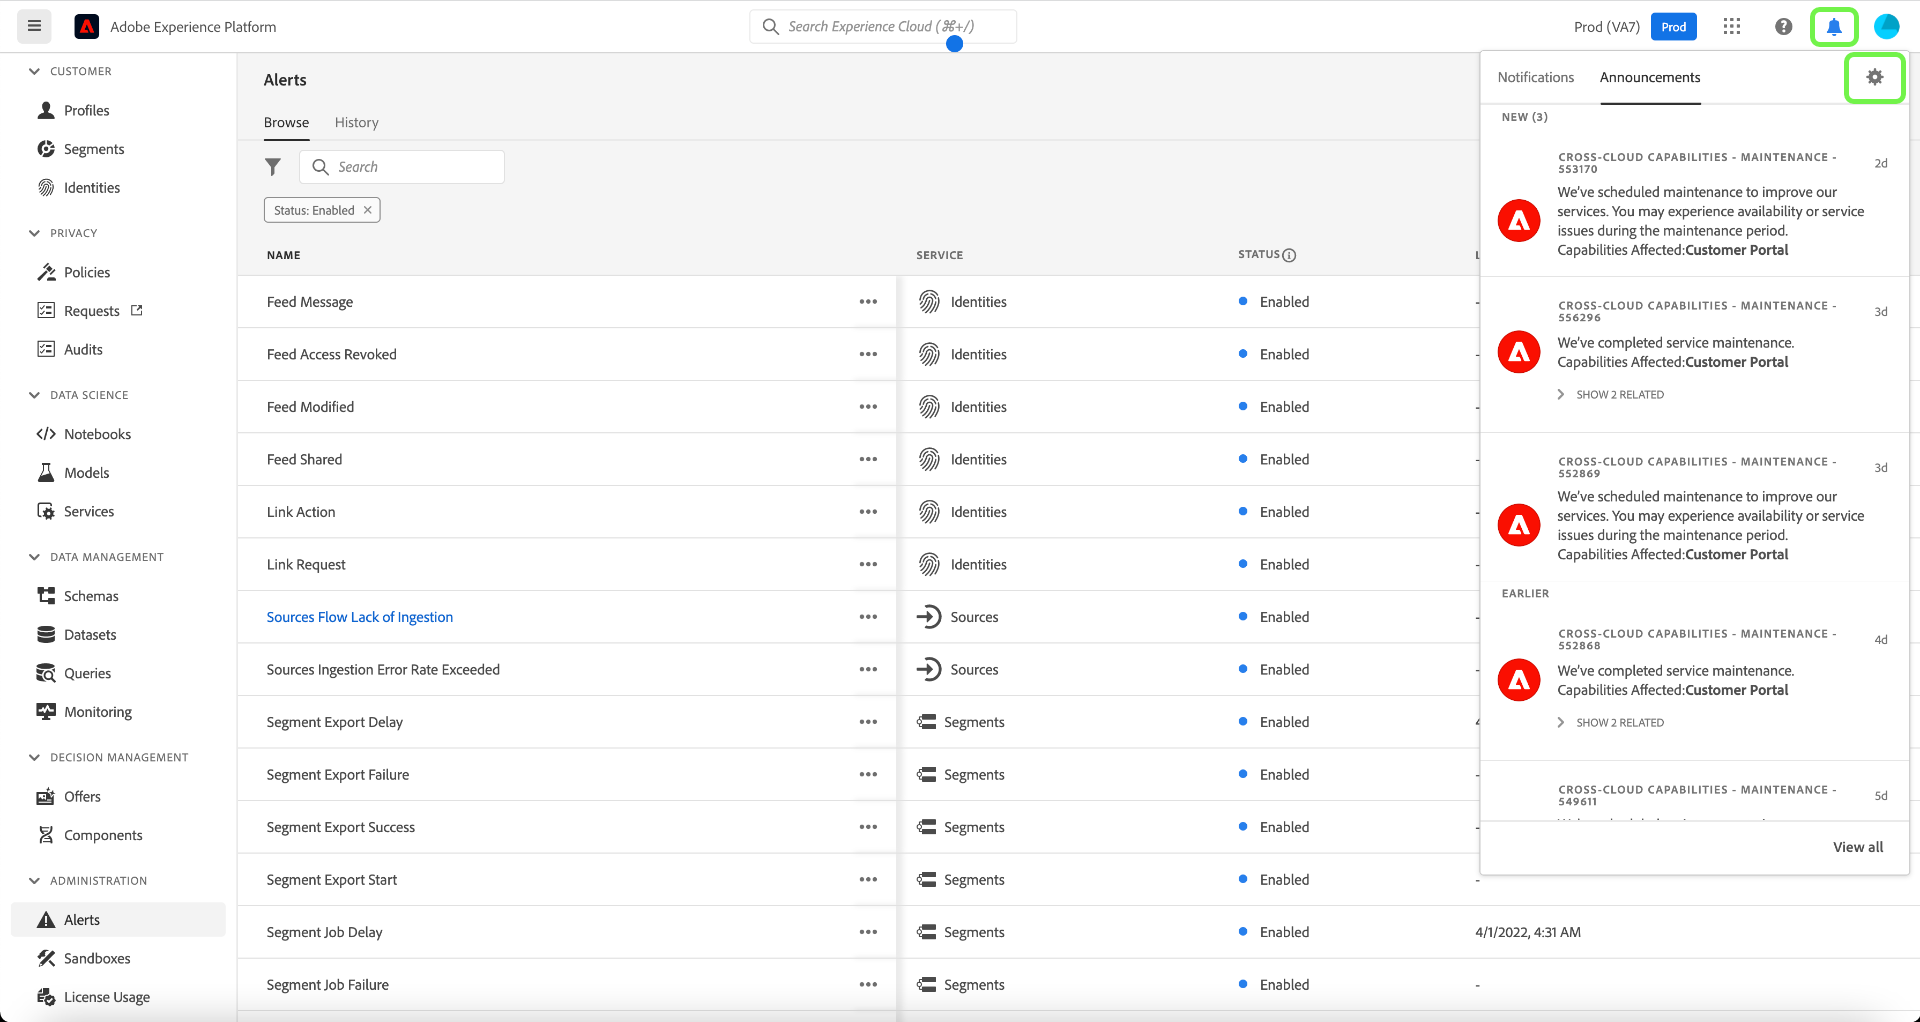 Adobe Experience Platform
Search Experience Cloud (⌘+/)
Prod (VA7)
Prod
CUSTOMER
Profiles
Segments
Identities
PRIVACY
Policies
Requests
Audits
DATA SCIENCE
Notebooks
Models
Services
DATA MANAGEMENT
Schemas
Datasets
Queries
Monitoring
DECISION MANAGEMENT
Offers
Components
ADMINISTRATION
Alerts
Sandboxes
License Usage
Alerts
Browse History
Search
Status: Enabled ×
NAME SERVICE STATUS
Feed Message ••• Identities Enabled -
Feed Access Revoked ••• Identities Enabled -
Feed Modified ••• Identities Enabled -
Feed Shared ••• Identities Enabled -
Link Action ••• Identities Enabled -
Link Request ••• Identities Enabled -
Sources Flow Lack of Ingestion ••• Sources Enabled -
Sources Ingestion Error Rate Exceeded ••• Sources Enabled -
Segment Export Delay ••• Segments Enabled
Segment Export Failure ••• Segments Enabled -
Segment Export Success ••• Segments Enabled -
Segment Export Start ••• Segments Enabled -
Segment Job Delay ••• Segments Enabled 4/1/2022, 4:31 AM
Segment Job Failure ••• Segments Enabled -
Notifications Announcements
NEW (3)
CROSS-CLOUD CAPABILITIES - MAINTENANCE - 2d
553170
We've scheduled maintenance to improve our
services. You may experience availability or service
issues during the maintenance period.
Capabilities Affected:Customer Portal
CROSS-CLOUD CAPABILITIES - MAINTENANCE - 3d
556296
We've completed service maintenance.
Capabilities Affected:Customer Portal
SHOW 2 RELATED
CROSS-CLOUD CAPABILITIES - MAINTENANCE - 3d
552869
We've scheduled maintenance to improve our
services. You may experience availability or service
issues during the maintenance period.
Capabilities Affected:Customer Portal
EARLIER
CROSS-CLOUD CAPABILITIES - MAINTENANCE - 4d
552868
We've completed service maintenance.
Capabilities Affected:Customer Portal
SHOW 2 RELATED
CROSS-CLOUD CAPABILITIES - MAINTENANCE - 5d
549611
View all